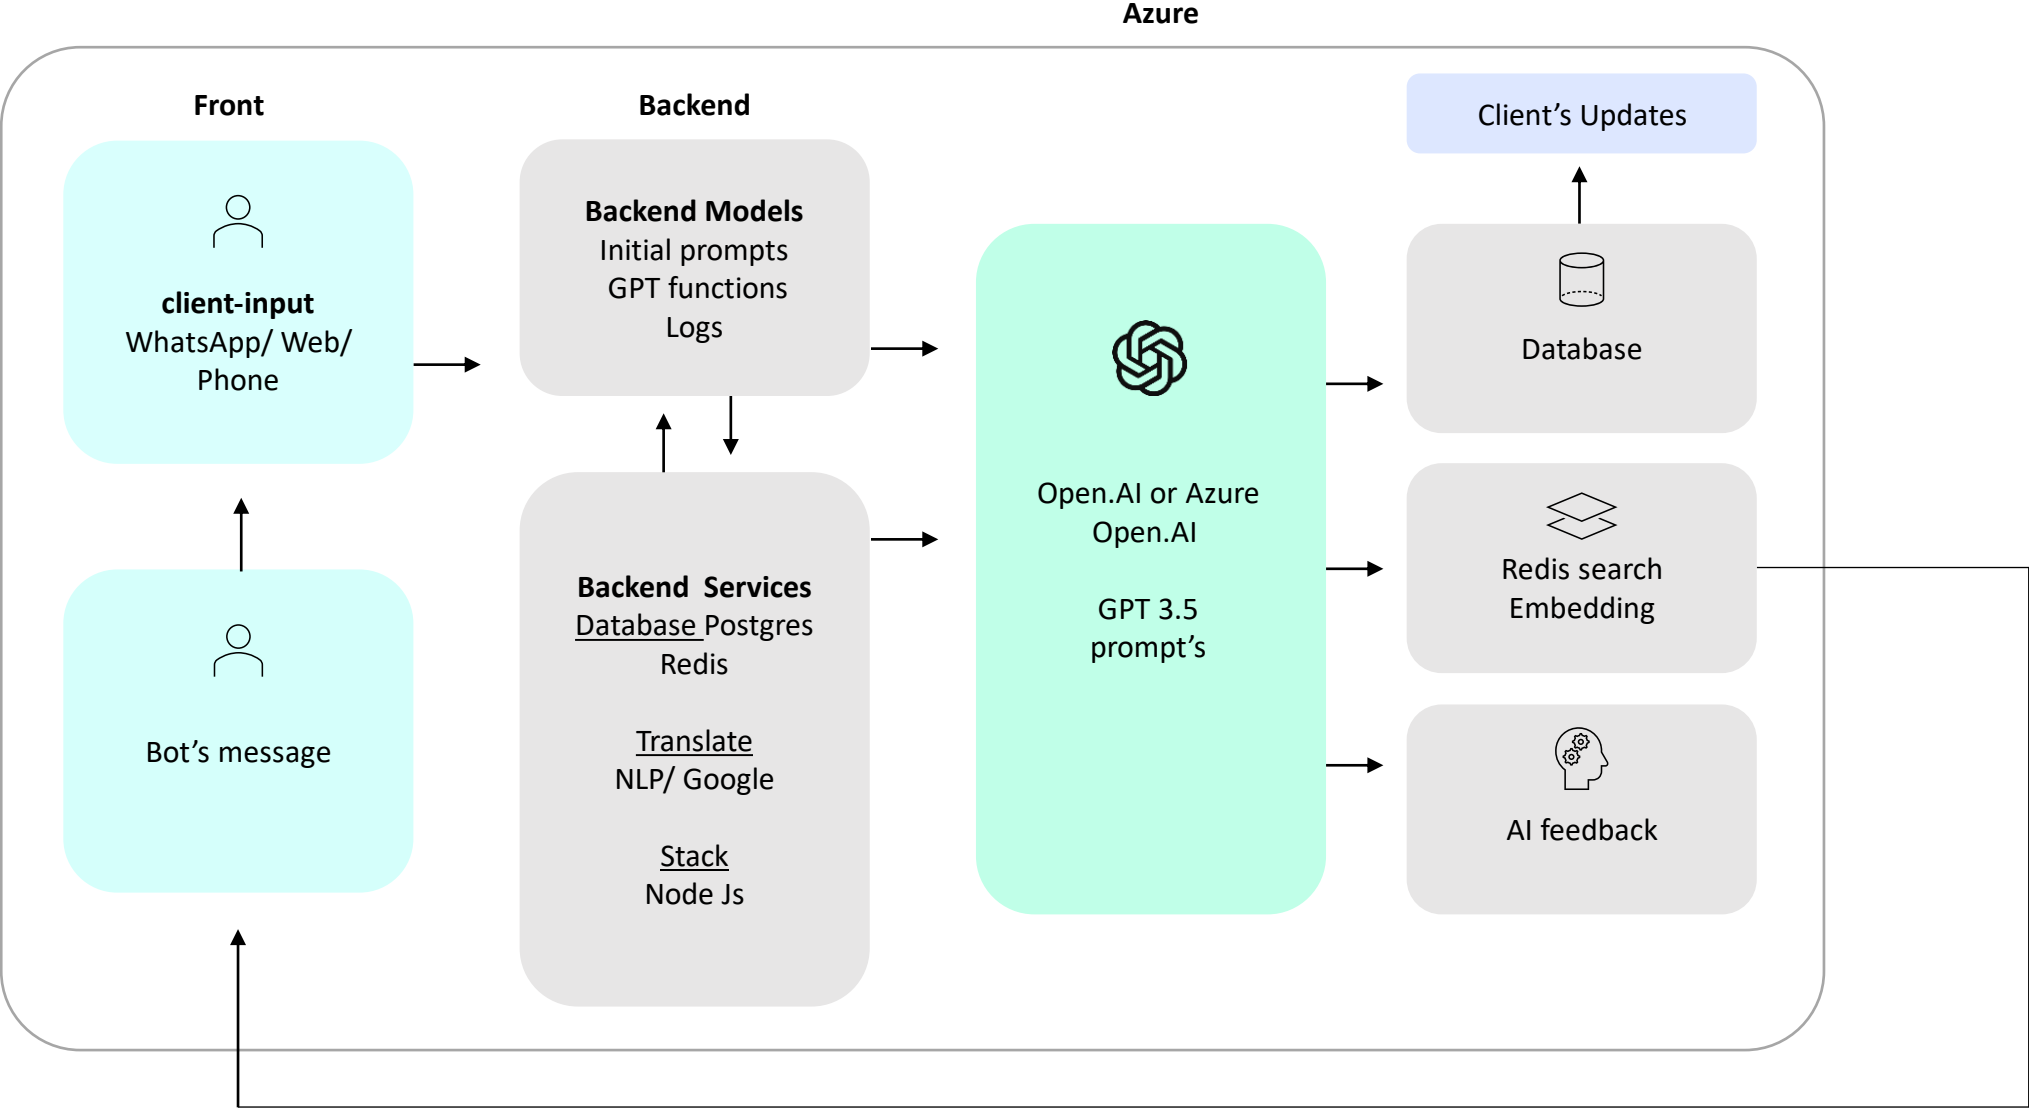 Azure
Front
client-input
WhatsApp/ Web/
Phone
Bot's message
Backend
Backend Models
Initial prompts
GPT functions
Logs
Backend  Services
Database Postgres
Redis
Translate
NLP/ Google
Stack
Node Js
Open.AI or Azure
Open.AI
GPT 3.5
prompt’s
Client’s Updates
Database
Redis search
Embedding
AI feedback